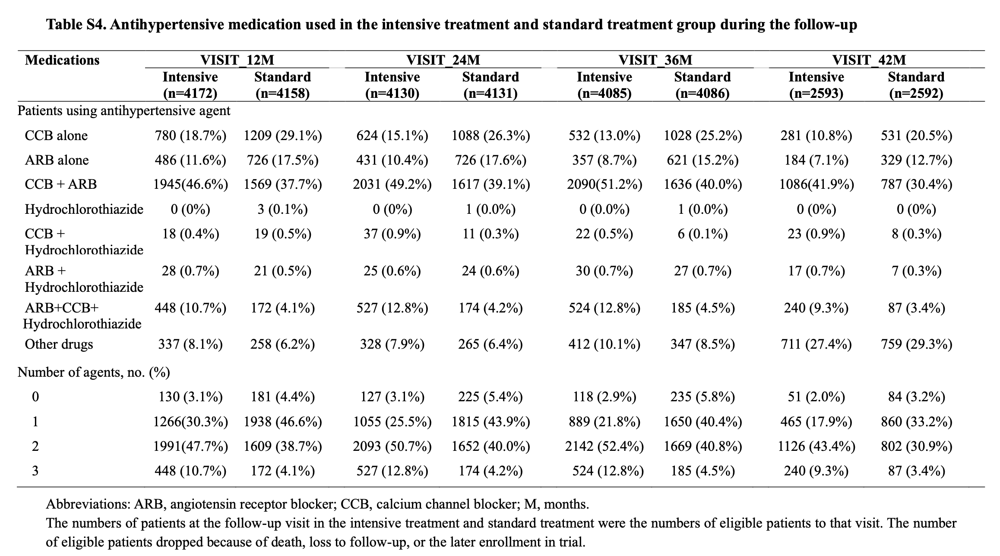 Table S4. Antihypertensive medication used in the intensive treatment and standard treatment group during the follow-up
Medications VISIT_12M VISIT_24M VISIT_36M VISIT_42M
Intensive Standard Intensive Standard Intensive Standard Intensive Standard
(n=4172) (n=4158) (n=4130) (n=4131) (n=4085) (n=4086) (n=2593) (n=2592)
Patients using antihypertensive agent
CCB alone 780 (18.7%) 1209 (29.1%) 624 (15.1%) 1088 (26.3%) 532 (13.0%) 1028 (25.2%) 281 (10.8%) 531 (20.5%)
ARB alone 486 (11.6%) 726 (17.5%) 431 (10.4%) 726 (17.6%) 357 (8.7%) 621 (15.2%) 184 (7.1%) 329 (12.7%)
CCB + ARB 1945(46.6%) 1569 (37.7%) 2031 (49.2%) 1617 (39.1%) 2090(51.2%) 1636 (40.0%) 1086(41.9%) 787 (30.4%)
Hydrochlorothiazide 0 (0%) 3 (0.1%) 0 (0%) 1 (0.0%) 0 (0.0%) 1 (0.0%) 0 (0%) 0 (0%)
CCB + 18 (0.4%) 19 (0.5%) 37 (0.9%) 11 (0.3%) 22 (0.5%) 6 (0.1%) 23 (0.9%) 8 (0.3%)
Hydrochlorothiazide
ARB + 28 (0.7%) 21 (0.5%) 25 (0.6%) 24 (0.6%) 30 (0.7%) 27 (0.7%) 17 (0.7%) 7 (0.3%)
Hydrochlorothiazide
ARB+CCB+ 448 (10.7%) 172 (4.1%) 527 (12.8%) 174 (4.2%) 524 (12.8%) 185 (4.5%) 240 (9.3%) 87 (3.4%)
Hydrochlorothiazide
Other drugs 337 (8.1%) 258 (6.2%) 328 (7.9%) 265 (6.4%) 412 (10.1%) 347 (8.5%) 711 (27.4%) 759 (29.3%)
Number of agents, no. (%)
0 130 (3.1%) 181 (4.4%) 127 (3.1%) 225 (5.4%) 118 (2.9%) 235 (5.8%) 51 (2.0%) 84 (3.2%)
1 1266(30.3%) 1938 (46.6%) 1055 (25.5%) 1815 (43.9%) 889 (21.8%) 1650 (40.4%) 465 (17.9%) 860 (33.2%)
2 1991(47.7%) 1609 (38.7%) 2093 (50.7%) 1652 (40.0%) 2142 (52.4%) 1669 (40.8%) 1126 (43.4%) 802 (30.9%)
3 448 (10.7%) 172 (4.1%) 527 (12.8%) 174 (4.2%) 524 (12.8%) 185 (4.5%) 240 (9.3%) 87 (3.4%)
Abbreviations: ARB, angiotensin receptor blocker; CCB, calcium channel blocker; M, months.
The numbers of patients at the follow-up visit in the intensive treatment and standard treatment were the numbers of eligible patients to that visit. The number
of eligible patients dropped because of death, loss to follow-up, or the later enrollment in trial.